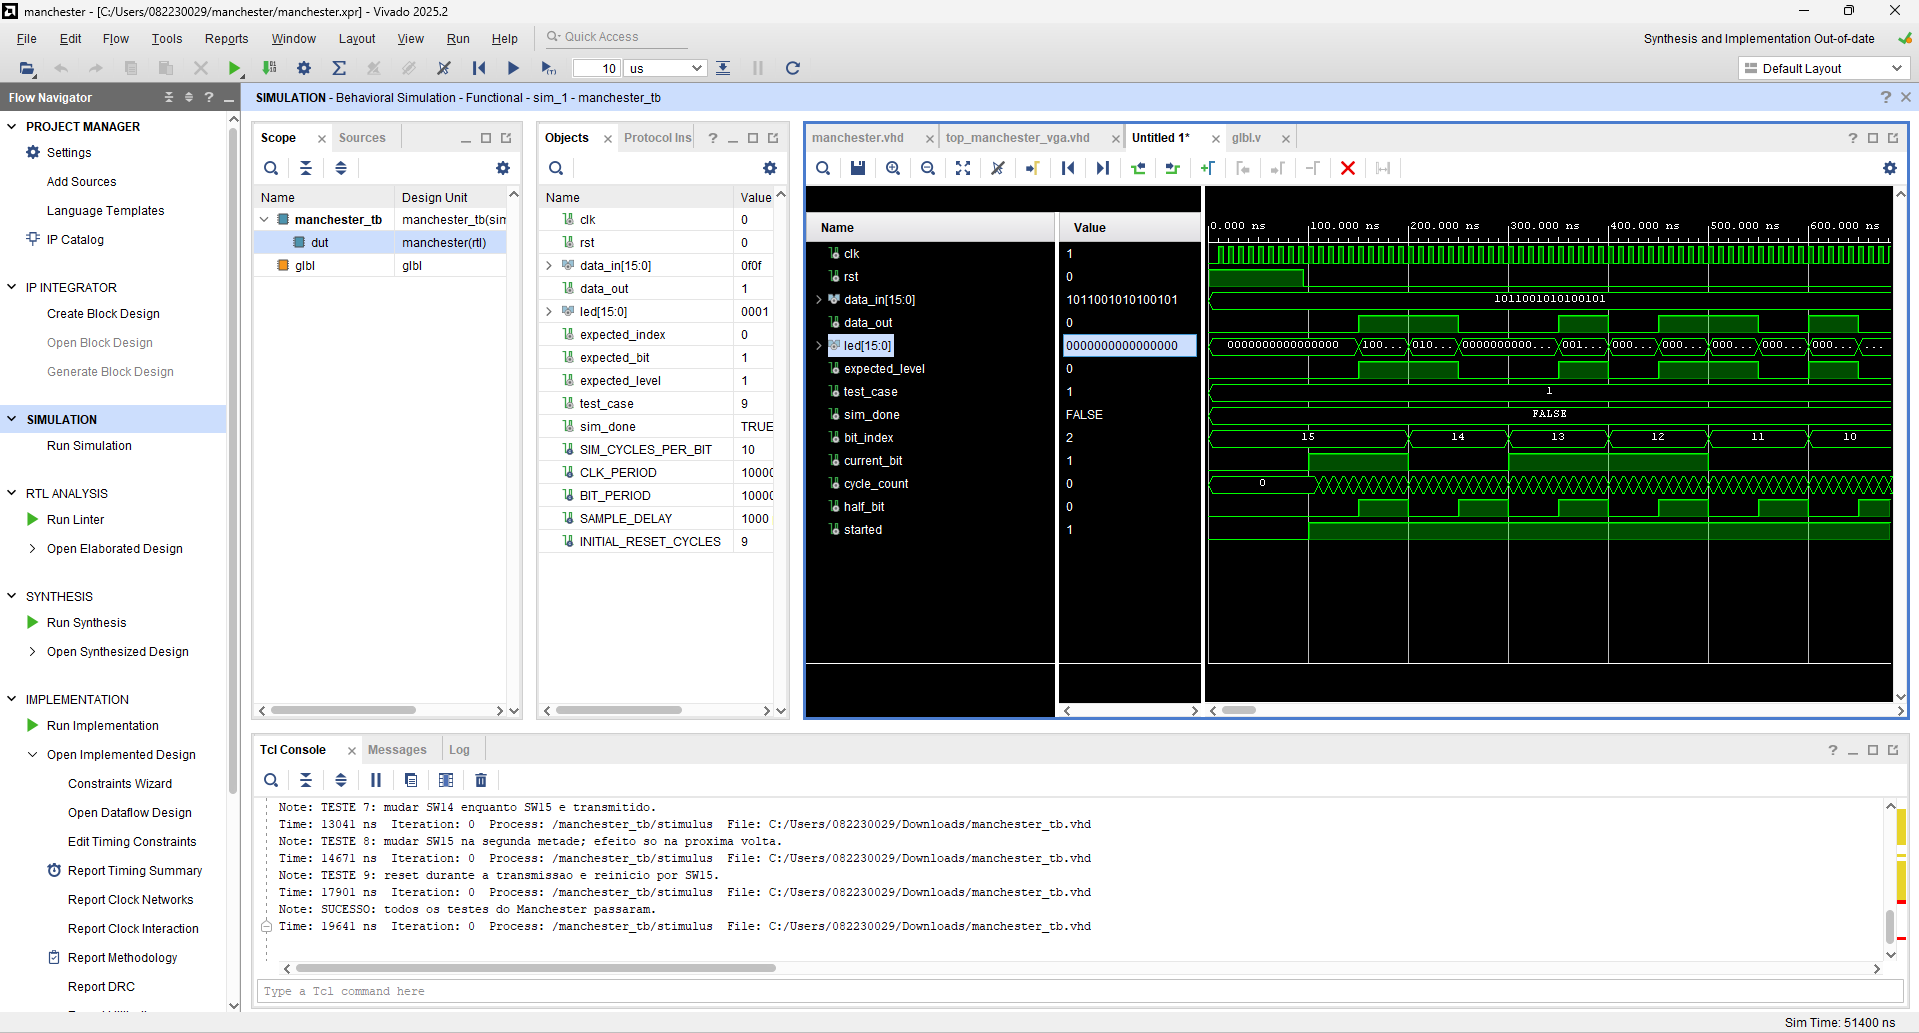 manchester - [C:/Users/082230029/manchester/manchester.xpr] - Vivado 2025.2
File Edit Flow Tools Reports Window Layout View Run Help Quick Access
Synthesis and Implementation Out-of-date
10 us Default Layout
Flow Navigator
PROJECT MANAGER
Settings
Add Sources
Language Templates
IP Catalog
IP INTEGRATOR
Create Block Design
Open Block Design
Generate Block Design
SIMULATION
Run Simulation
RTL ANALYSIS
Run Linter
Open Elaborated Design
SYNTHESIS
Run Synthesis
Open Synthesized Design
IMPLEMENTATION
Run Implementation
Open Implemented Design
Constraints Wizard
Open Dataflow Design
Edit Timing Constraints
Report Timing Summary
Report Clock Networks
Report Clock Interaction
Report Methodology
Report DRC
SIMULATION - Behavioral Simulation - Functional - sim_1 - manchester_tb
Scope Sources
Name Design Unit
manchester_tb manchester_tb(sim
dut manchester(rtl)
glbl glbl
Objects Protocol Ins
Name Value
clk 0
rst 0
data_in[15:0] 0f0f
data_out 1
led[15:0] 0001
expected_index 0
expected_bit 1
expected_level 1
test_case 9
sim_done TRUE
SIM_CYCLES_PER_BIT 10
CLK_PERIOD 10000
BIT_PERIOD 10000
SAMPLE_DELAY 1000
INITIAL_RESET_CYCLES 9
manchester.vhd top_manchester_vga.vhd Untitled 1* glbl.v
Name Value
0.000 ns 100.000 ns 200.000 ns 300.000 ns 400.000 ns 500.000 ns 600.000 ns
clk 1
rst 0
data_in[15:0] 1011001010100101 1011001010100101
data_out 0
led[15:0] 0000000000000000 0000000000000000 100... 010... 0000000000... 001... 000... 000... 000... 000... ...
expected_level 0
test_case 1 1
sim_done FALSE FALSE
bit_index 2 15 14 13 12 11 10
current_bit 1
cycle_count 0 0
half_bit 0
started 1
Tcl Console Messages Log
Note: TESTE 7: mudar SW14 enquanto SW15 e transmitido.
Time: 13041 ns Iteration: 0 Process: /manchester_tb/stimulus File: C:/Users/082230029/Downloads/manchester_tb.vhd
Note: TESTE 8: mudar SW15 na segunda metade; efeito so na proxima volta.
Time: 14671 ns Iteration: 0 Process: /manchester_tb/stimulus File: C:/Users/082230029/Downloads/manchester_tb.vhd
Note: TESTE 9: reset durante a transmissao e reinicio por SW15.
Time: 17901 ns Iteration: 0 Process: /manchester_tb/stimulus File: C:/Users/082230029/Downloads/manchester_tb.vhd
Note: SUCESSO: todos os testes do Manchester passaram.
Time: 19641 ns Iteration: 0 Process: /manchester_tb/stimulus File: C:/Users/082230029/Downloads/manchester_tb.vhd
Type a Tcl command here
Sim Time: 51400 ns